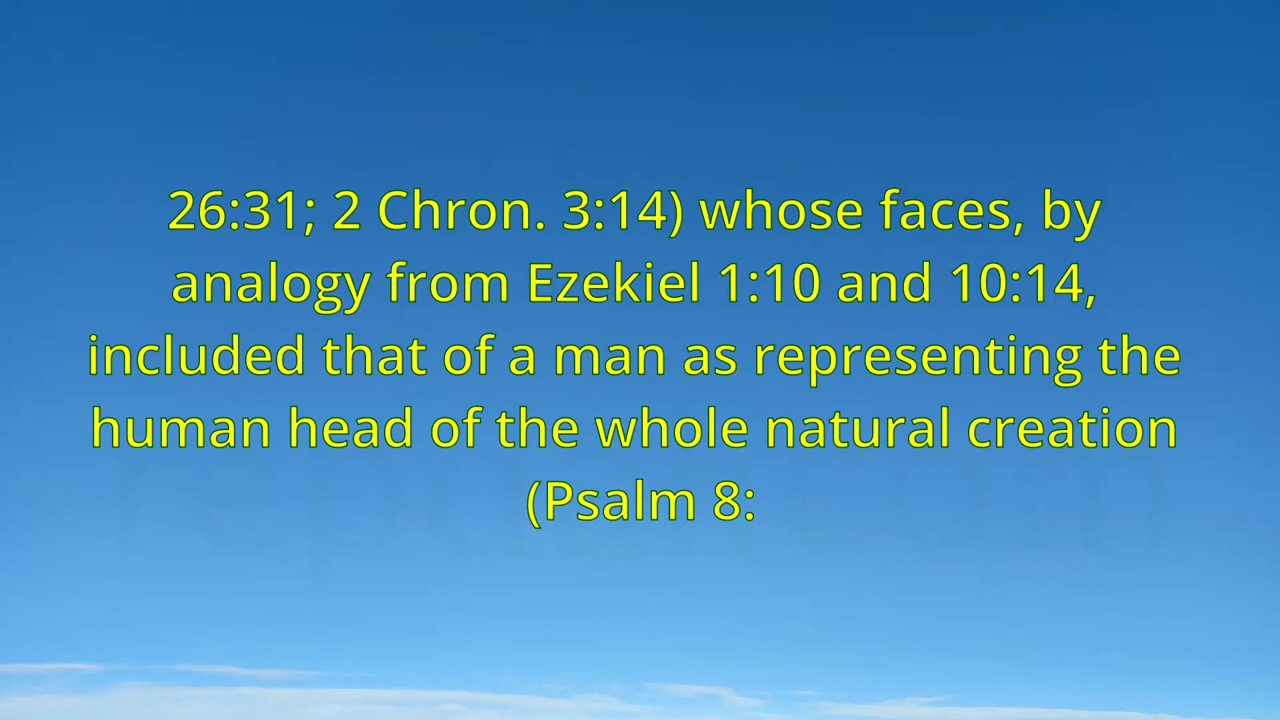 26:31; 2 Chron. 3:14) whose faces, by
analogy from Ezekiel 1:10 and 10:14,
included that of a man as representing the
human head of the whole natural creation
(Psalm 8: